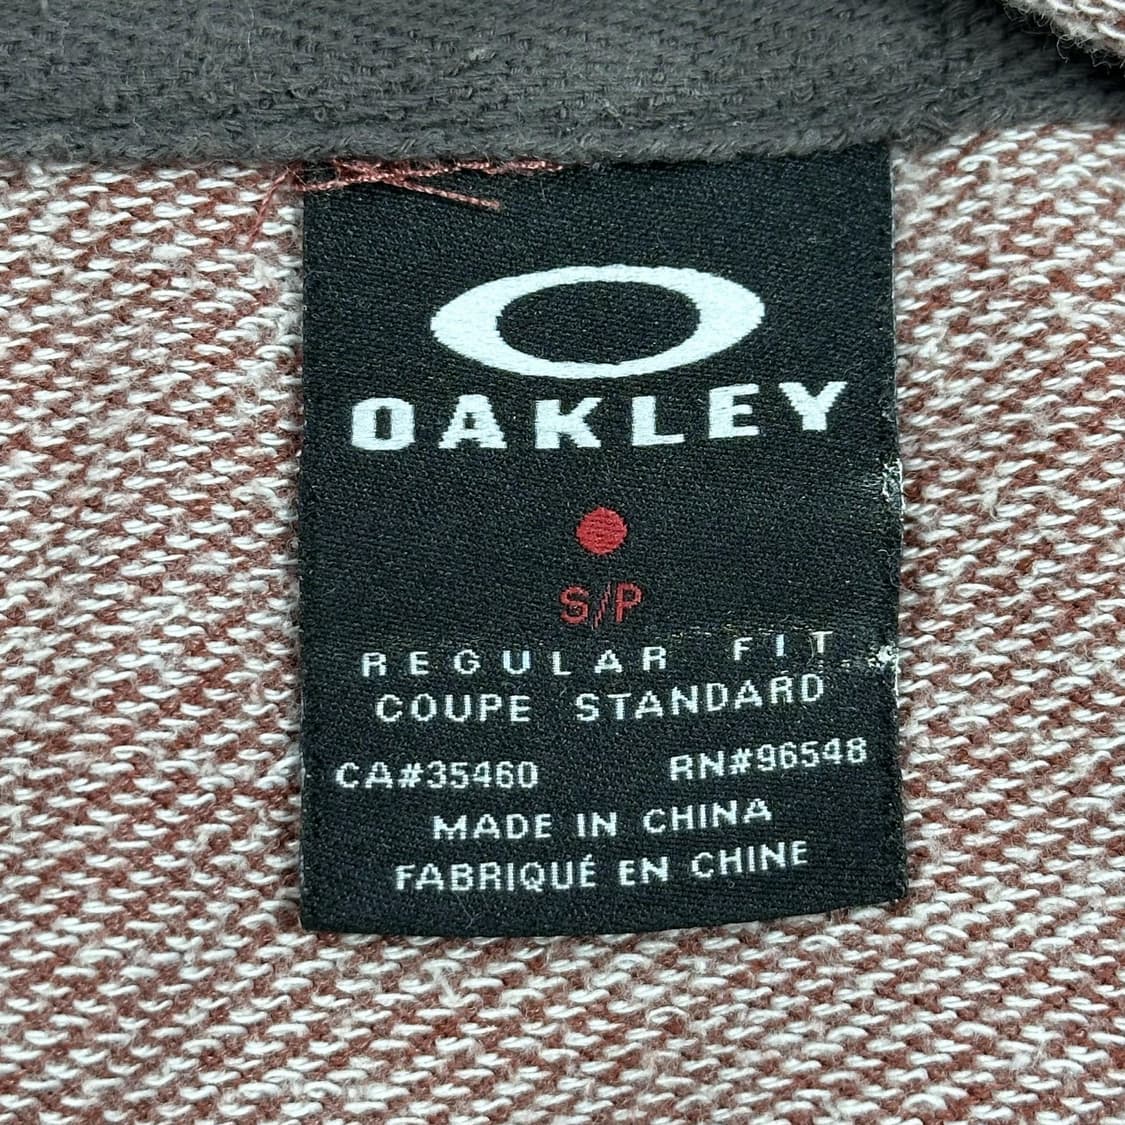 OAKLEY
S/P
REGULAR FIT
COUPE STANDARD
CA#35460 RN#96548
MADE IN CHINA
FABRIQUÉ EN CHINE